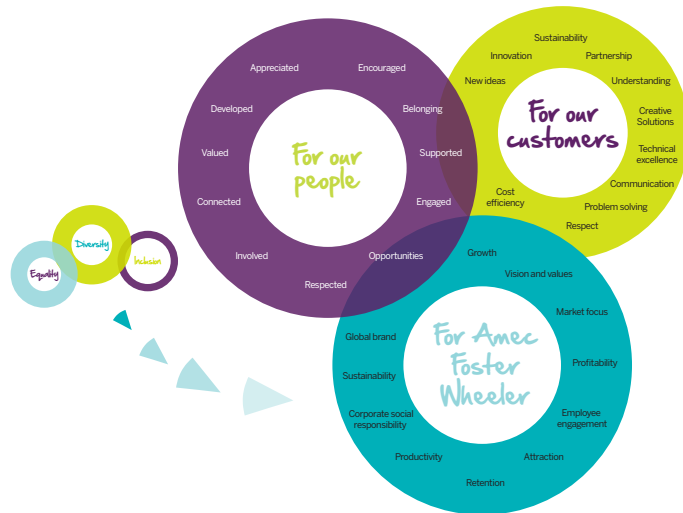 Equality
Diversity
Inclusion
For our
people
Appreciated
Encouraged
Developed
Belonging
Valued
Supported
Connected
Engaged
Involved
Opportunities
Respected
For our
customers
Sustainability
Innovation
Partnership
New ideas
Understanding
Creative
Solutions
Technical
excellence
Communication
Cost
efficiency
Problem solving
Respect
For Amec
Foster
Wheeler
Growth
Vision and values
Market focus
Global brand
Profitability
Sustainability
Employee
engagement
Corporate social
responsibility
Productivity
Attraction
Retention